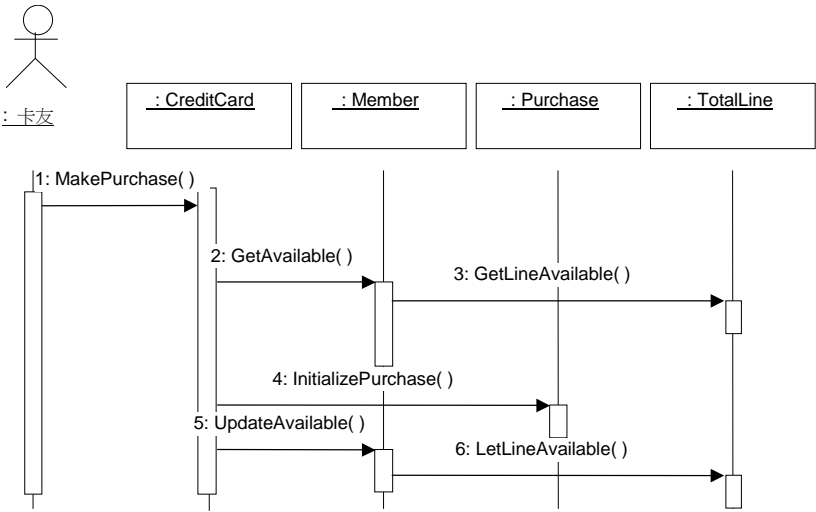 : CreditCard
: Member
: Purchase
: TotalLine
: 卡友
1: MakePurchase( )
2: GetAvailable( )
3: GetLineAvailable( )
4: InitializePurchase( )
5: UpdateAvailable( )
6: LetLineAvailable( )